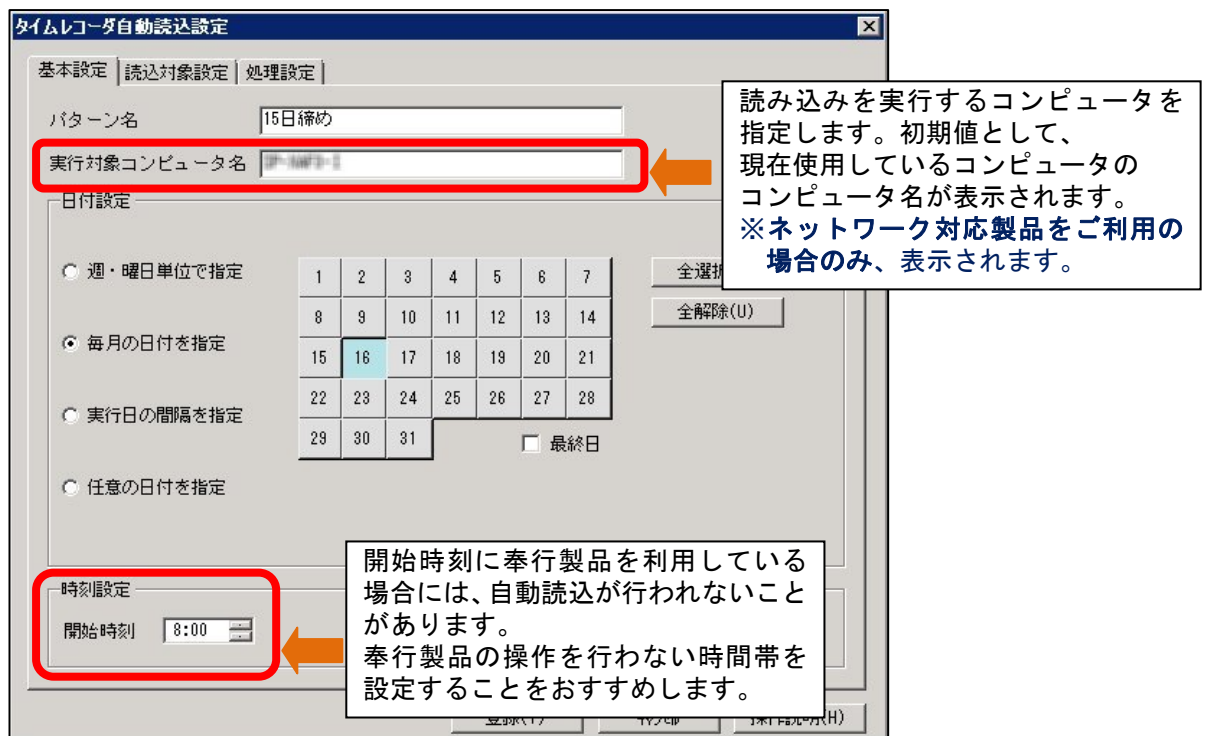 タイムレコーダ自動読込設定
基本設定 読込対象設定 処理設定
パターン名 15日締め
実行対象コンピュータ名
読み込みを実行するコンピュータを
指定します。初期値として、
現在使用しているコンピュータの
コンピュータ名が表示されます。
※ネットワーク対応製品をご利用の
場合のみ、表示されます。
日付設定
週・曜日単位で指定
毎月の日付を指定
実行日の間隔を指定
任意の日付を指定
1 2 3 4 5 6 7
8 9 10 11 12 13 14
15 16 17 18 19 20 21
22 23 24 25 26 27 28
29 30 31
最終日
全選択
全解除(U)
時刻設定
開始時刻 8:00
開始時刻に奉行製品を利用している
場合には、自動読込が行われないこと
があります。
奉行製品の操作を行わない時間帯を
設定することをおすすめします。